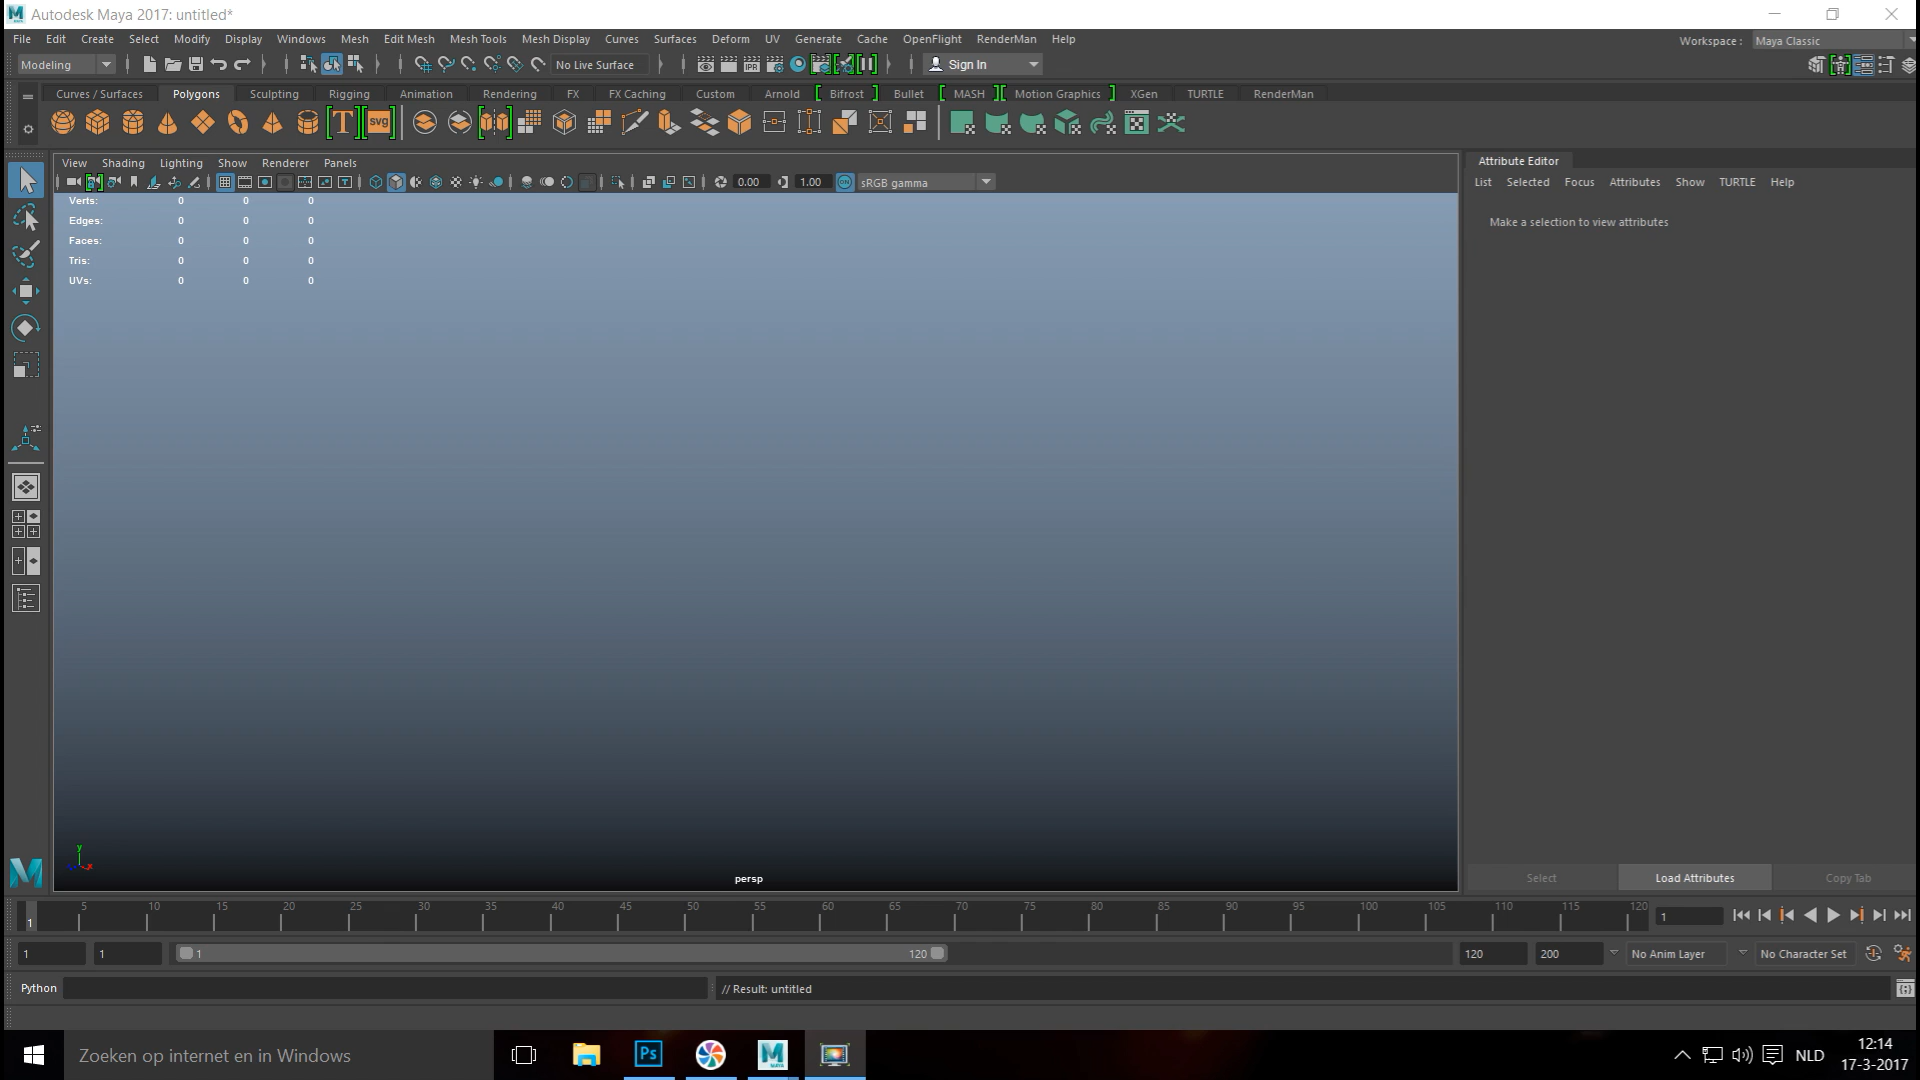 Autodesk Maya 2017: untitled*
File Edit Create Select Modify Display Windows Mesh Edit Mesh Mesh Tools Mesh Display Curves Surfaces Deform UV Generate Cache OpenFlight RenderMan Help
Workspace : Maya Classic
Modeling No Live Surface IPR Sign In
Curves / Surfaces Polygons Sculpting Rigging Animation Rendering FX FX Caching Custom Arnold Bifrost Bullet MASH Motion Graphics XGen TURTLE RenderMan
T svg
View Shading Lighting Show Renderer Panels
0.00 1.00 ON sRGB gamma
Verts: 0 0 0
Edges: 0 0 0
Faces: 0 0 0
Tris: 0 0 0
UVs: 0 0 0
y
x
persp
Attribute Editor
List Selected Focus Attributes Show TURTLE Help
Make a selection to view attributes
Select Load Attributes Copy Tab
M
1 5 10 15 20 25 30 35 40 45 50 55 60 65 70 75 80 85 90 95 100 105 110 115 120 1
1 1 1 120 120 200 No Anim Layer No Character Set
Python // Result: untitled
Zoeken op internet en in Windows
Ps
M
MAYA
NLD
12:14
17-3-2017